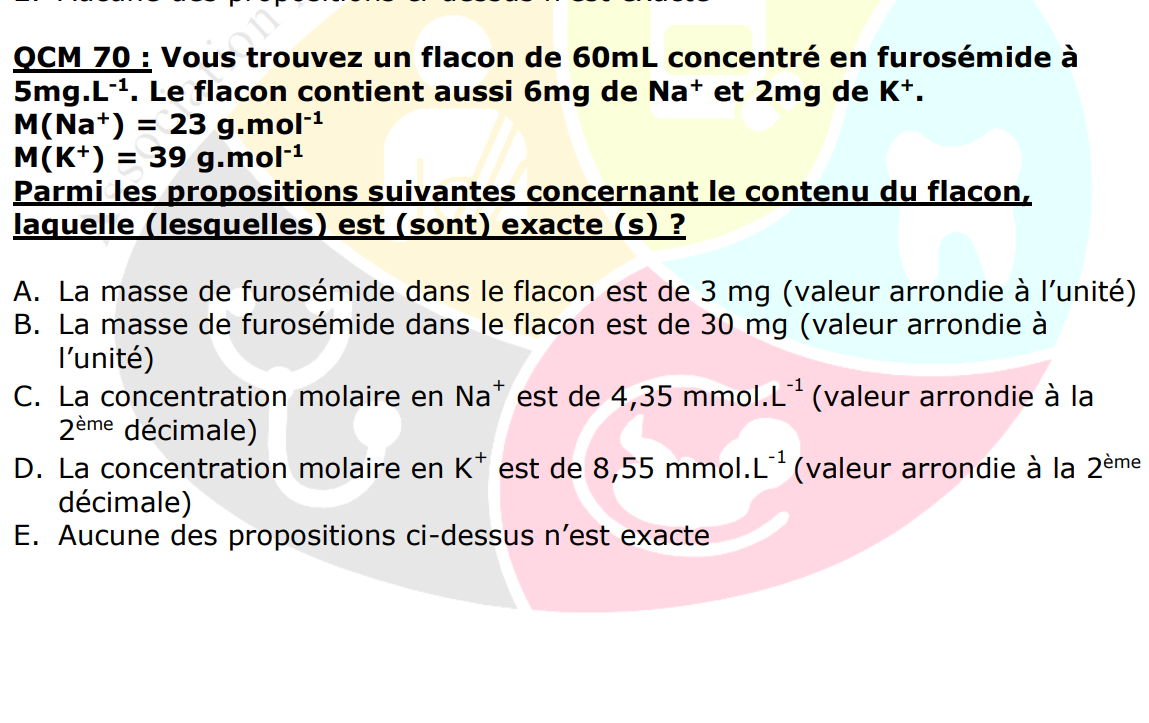 QCM 70 : Vous trouvez un flacon de 60mL concentré en furosémide à
5mg.L⁻¹. Le flacon contient aussi 6mg de Na⁺ et 2mg de K⁺.
M(Na⁺) = 23 g.mol⁻¹
M(K⁺) = 39 g.mol⁻¹
Parmi les propositions suivantes concernant le contenu du flacon,
laquelle (lesquelles) est (sont) exacte (s) ?
A. La masse de furosémide dans le flacon est de 3 mg (valeur arrondie à l’unité)
B. La masse de furosémide dans le flacon est de 30 mg (valeur arrondie à
l’unité)
C. La concentration molaire en Na⁺ est de 4,35 mmol.L⁻¹ (valeur arrondie à la
2ème décimale)
D. La concentration molaire en K⁺ est de 8,55 mmol.L⁻¹ (valeur arrondie à la 2ème
décimale)
E. Aucune des propositions ci-dessus n’est exacte
Association